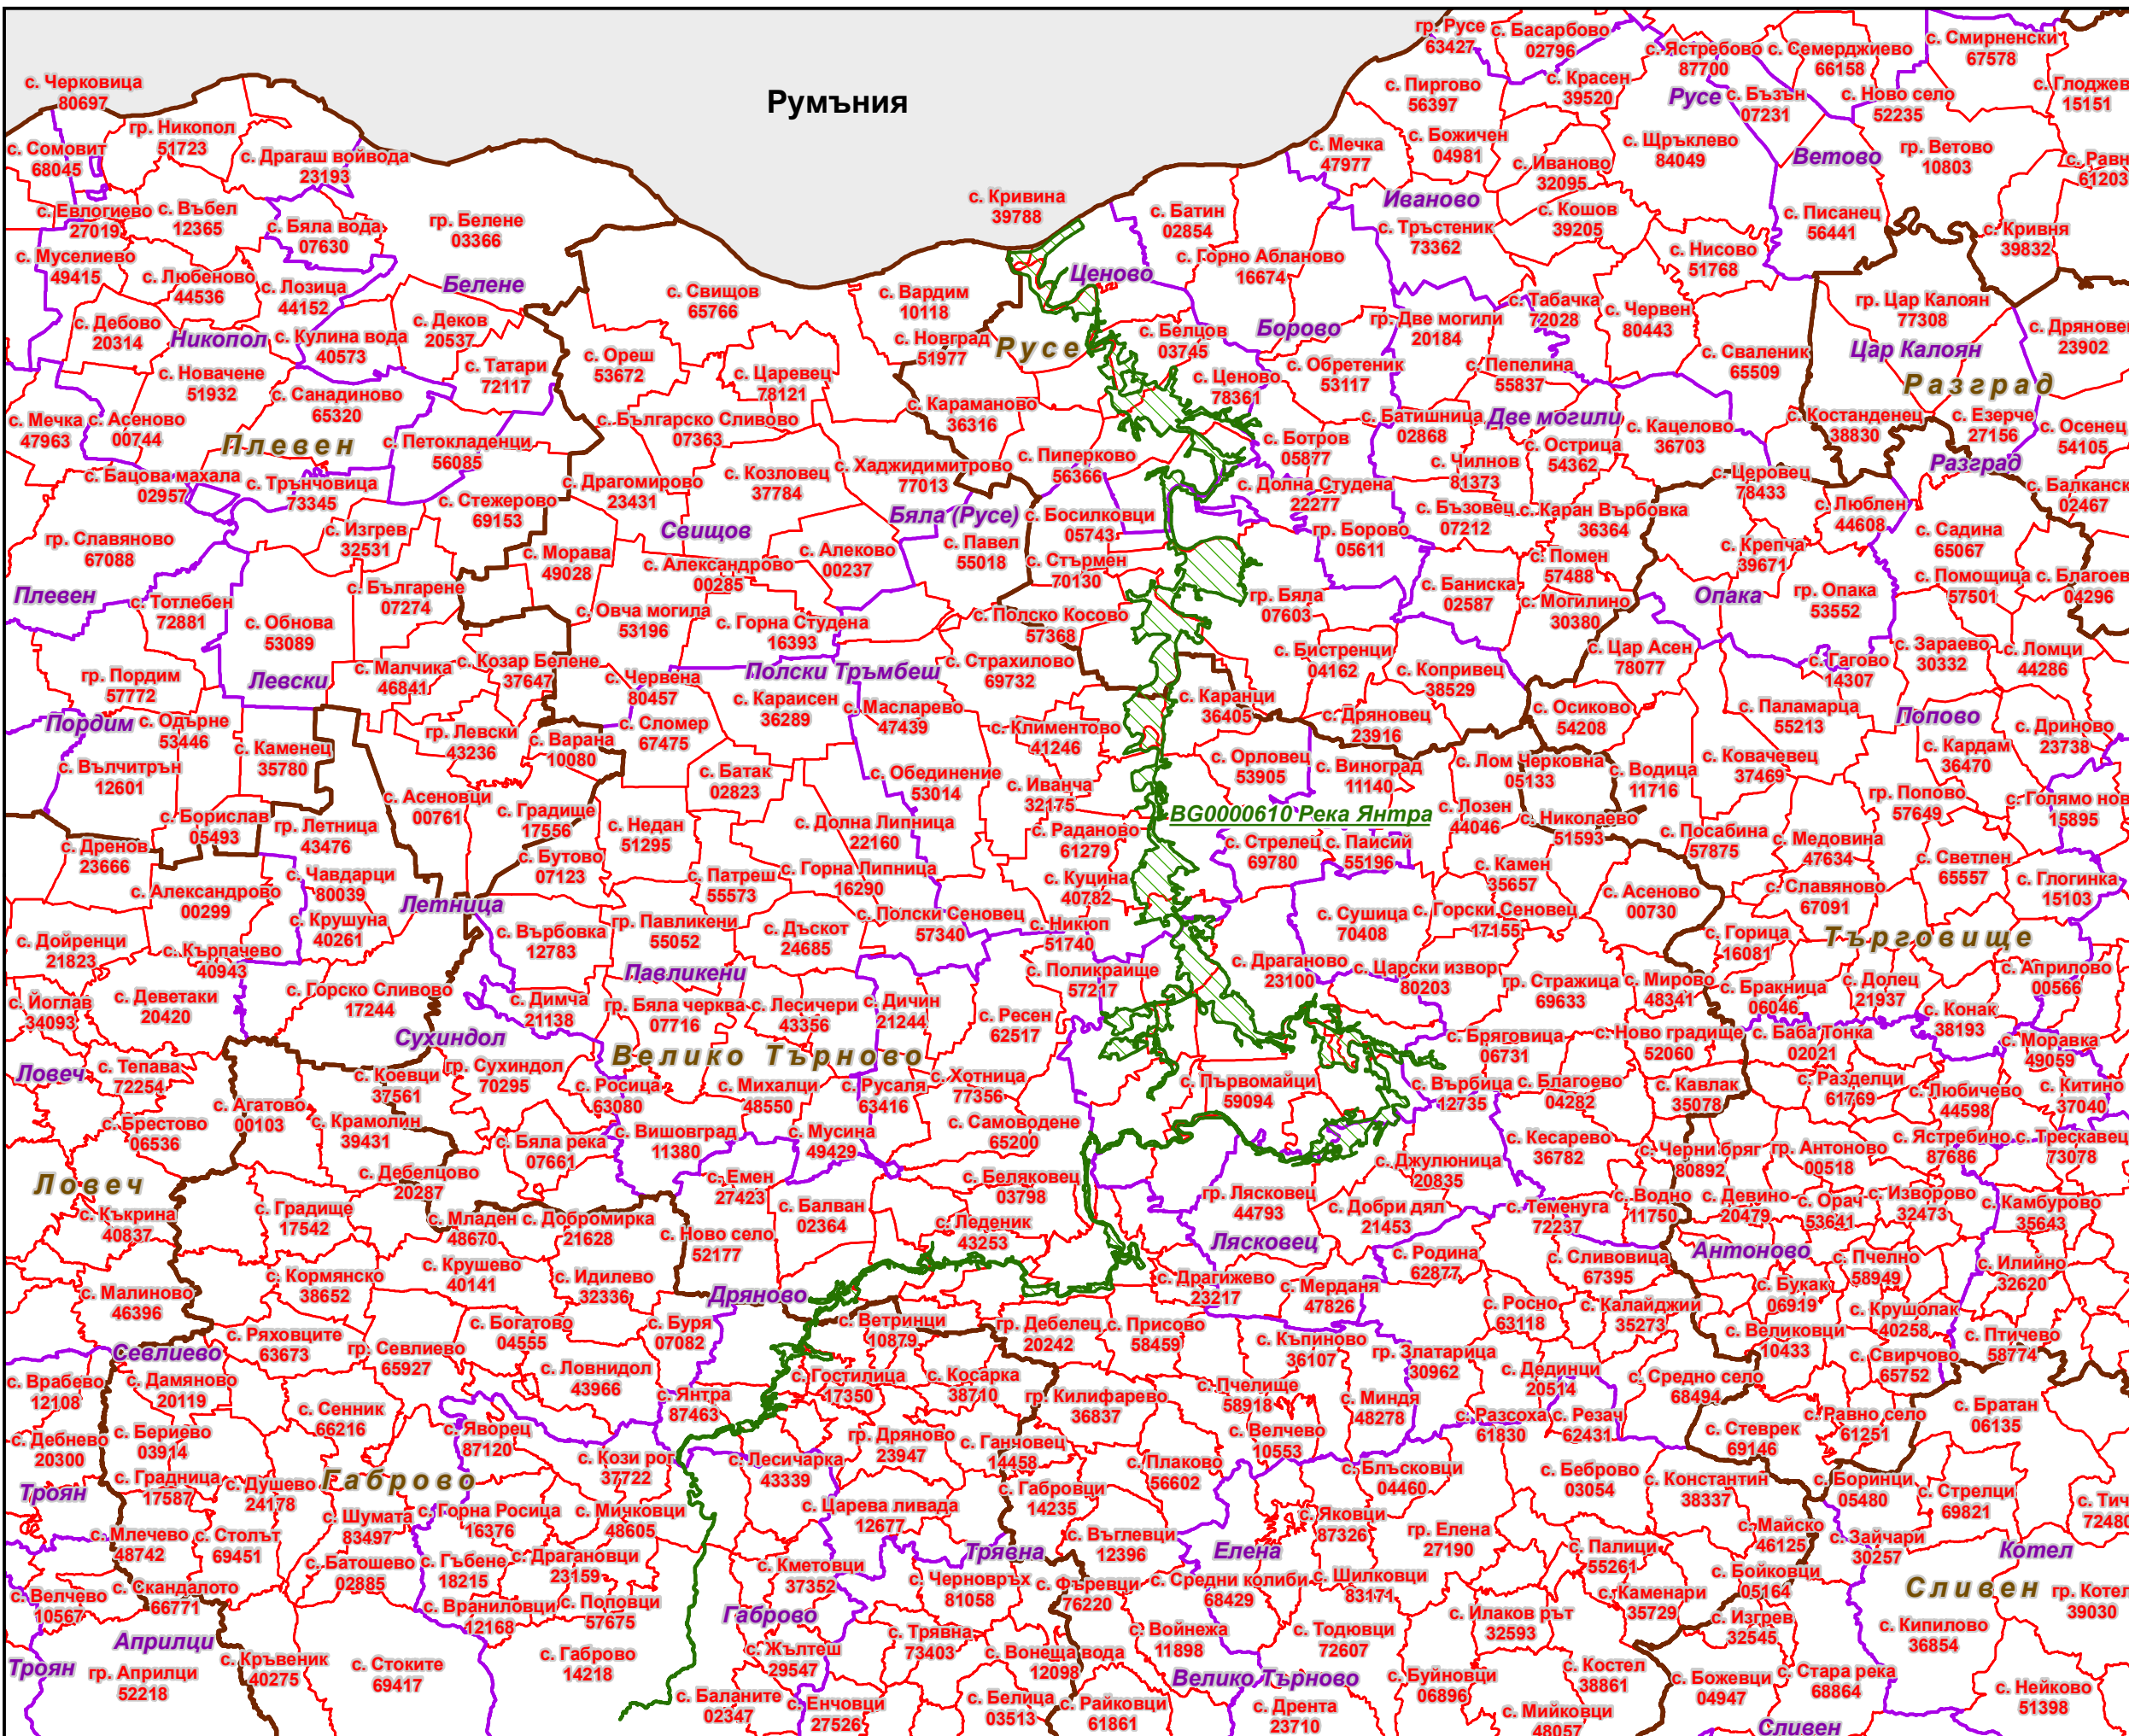 Румъния
гр. Русе
63427
с. Басарбово
02796
с. Ястребово
87700
с. Семерджиево
66158
с. Смирненски
67578
с. Черковица
80697
с. Пиргово
56397
с. Красен
39520
Русе
с. Бъзън
07231
с. Ново село
52235
с. Глоджев
15151
гр. Никопол
51723
с. Сомовит
68045
с. Драгаш войвода
23193
с. Мечка
47977
с. Божичен
04981
с. Иваново
32095
с. Щръклево
84049
Ветово
гр. Ветово
10803
с. Равн
61203
с. Евлогиево
27019
с. Въбел
12365
с. Бяла вода
07630
гр. Белене
03366
с. Кривина
39788
с. Батин
02854
Иваново
с. Тръстеник
73362
с. Кошов
39205
с. Писанец
56441
с. Кривня
39832
с. Муселиево
49415
с. Любеново
44536
с. Лозица
44152
Белене
с. Свищов
65766
с. Вардим
10118
Ценово
с. Горно Абланово
16674
с. Нисово
51768
с. Дебово
20314
Никопол
с. Кулина вода
40573
с. Деков
20537
с. Новград
51977
Русе
с. Белцов
03745
Борово
гр. Две могили
20184
с. Табачка
72028
с. Червен
80443
гр. Цар Калоян
77308
Цар Калоян
с. Дряновец
23902
с. Новачене
51932
с. Санадиново
65320
с. Татари
72117
с. Ореш
53672
с. Царевец
78121
с. Ценово
78361
с. Обретеник
53117
с. Пепелина
55837
с. Сваленик
65509
Разград
с. Мечка
47963
с. Асеново
00744
Плевен
с. Петокладенци
56085
с. Българско Сливово
07363
с. Караманово
36316
с. Батишница
02868
Две могили
с. Кацелово
36703
с. Костанденец
38830
с. Езерче
27156
с. Осенец
54105
с. Бацова махала
02957
с. Трънчовица
73345
с. Стежерово
69153
с. Драгомирово
23431
с. Козловец
37784
с. Хаджидимитрово
77013
с. Пиперково
56366
с. Ботров
05877
с. Чилнов
81373
с. Острица
54362
с. Церовец
78433
Разград
с. Балканск
02467
гр. Славяново
67088
с. Изгрев
32531
с. Морава
49028
Свищов
Бяла (Русе)
с. Босилковци
05743
с. Долна Студена
22277
гр. Борово
05611
с. Бъзовец
07212
с. Каран Върбовка
36364
с. Люблен
44608
с. Садина
65067
Плевен
с. Тотлебен
72881
с. Българене
07274
с. Александрово
00285
с. Алеково
00237
с. Павел
55018
с. Стърмен
70130
гр. Бяла
07603
с. Баниска
02587
с. Помен
57488
с. Могилино
30380
с. Крепча
39671
Опака
гр. Опака
53552
с. Помощица
57501
с. Благоев
04296
с. Обнова
53089
с. Овча могила
53196
с. Горна Студена
16393
с. Полско Косово
57368
гр. Пордим
57772
Левски
с. Малчика
46841
с. Козар Белене
37647
с. Червена
80457
Полски Тръмбеш
с. Страхилово
69732
с. Бистренци
04162
с. Копривец
38529
с. Цар Асен
78077
с. Гагово
14307
с. Зараево
30332
с. Ломци
44286
Пордим
с. Одърне
53446
с. Каменец
35780
гр. Левски
43236
с. Варана
10080
с. Сломер
67475
с. Караисен
36289
с. Масларево
47439
с. Климентово
41246
с. Каранци
36405
с. Дряновец
23916
с. Осиково
54208
с. Паламарца
55213
Попово
с. Дриново
23738
с. Вълчитрън
12601
с. Асеновци
00761
с. Градище
17556
с. Батак
02823
с. Обединение
53014
с. Иванча
32175
с. Орловец
53905
с. Виноград
11140
с. Лом Черковна
05133
с. Водица
11716
с. Ковачевец
37469
с. Кардам
36470
с. Борислав
05493
гр. Летница
43476
с. Недан
51295
с. Долна Липница
22160
с. Раданово
61279
BG0000610 Река Янтра
с. Лозен
44046
с. Николаево
51593
гр. Попово
57649
с. Голямо нов
15895
с. Дренов
23666
с. Чавдарци
80039
с. Бутово
07123
с. Патреш
55573
с. Горна Липница
16290
с. Куцина
40782
с. Стрелец
69780
с. Паисий
55196
с. Камен
35657
с. Посабина
57875
с. Медовина
47634
с. Светлен
65557
с. Александрово
00299
с. Крушуна
40261
Летница
с. Върбовка
12783
гр. Павликени
55052
с. Дъскот
24685
с. Полски Сеновец
57340
с. Никюп
51740
с. Сушица
70408
с. Горски Сеновец
17155
с. Асеново
00730
с. Славяново
67091
с. Глогинка
15103
с. Дойренци
21823
с. Кърпачево
40943
Павликени
с. Поликраище
57217
с. Драганово
23100
с. Царски извор
80203
с. Горица
16081
Търговище
с. Йоглав
34093
с. Деветаки
20420
с. Горско Сливово
17244
с. Димча
21138
гр. Бяла черква
07716
с. Лесичери
43356
с. Дичин
21244
с. Ресен
62517
гр. Стражица
69633
с. Мирово
48341
с. Бракница
06046
с. Долец
21937
с. Априлово
00566
Ловеч
с. Тепава
72254
Сухиндол
гр. Сухиндол
70295
Велико Търново
с. Бряговица
06731
с. Ново градище
52060
с. Баба Тонка
02021
с. Конак
38193
с. Моравка
49059
с. Коевци
37561
с. Росица
63080
с. Михалци
48550
с. Русаля
63416
с. Хотница
77356
с. Първомайци
59094
с. Върбица
12735
с. Благоево
04282
с. Кавлак
35078
с. Разделци
61769
с. Любичево
44598
с. Китино
37040
с. Брестово
06536
с. Агатово
00103
с. Крамолин
39431
с. Бяла река
07661
с. Вишовград
11380
с. Мусина
49429
с. Самоводене
65200
с. Кесарево
36782
с. Черни бряг
80892
гр. Антоново
00518
с. Ястребино
87686
с. Трескавец
73078
Ловеч
с. Дебелцово
20287
с. Емен
27423
с. Беляковец
03798
с. Джулюница
20835
с. Къкрина
40837
с. Градище
17542
с. Младен
48670
с. Добромирка
21628
с. Ново село
52177
с. Балван
02364
с. Леденик
43253
гр. Лясковец
44793
с. Добри дял
21453
с. Теменуга
72237
с. Водно
11750
с. Девино
20479
с. Орач
53641
с. Изворово
32473
с. Камбурово
35643
с. Малиново
46396
с. Кормянско
38652
с. Крушево
40141
с. Идилево
32336
Дряново
Лясковец
с. Драгижево
23217
с. Мерданя
47826
с. Родина
62877
с. Сливовица
67395
Антоново
с. Букак
06919
с. Пчелно
58949
с. Илийно
32620
Севлиево
с. Ряховците
63673
гр. Севлиево
65927
с. Богатово
04555
с. Буря
07082
с. Ветринци
10879
гр. Дебелец
20242
с. Присово
58459
с. Къпиново
36107
с. Росно
63118
с. Калайджии
35273
с. Великовци
10433
с. Крушолак
40258
с. Птичево
58774
с. Врабево
12108
с. Дамяново
20119
с. Ловнидол
43966
с. Янтра
87463
с. Гостилица
17350
с. Косарка
38710
гр. Килифарево
36837
с. Пчелище
58918
гр. Златарица
30962
с. Миндя
48278
с. Дединци
20514
с. Средно село
68494
с. Свирчово
65752
с. Дебнево
20300
с. Бериево
03914
с. Сенник
66216
с. Яворец
87120
с. Кози рог
37722
с. Лесичарка
43339
гр. Дряново
23947
с. Ганчовец
14458
с. Велчево
10553
с. Разсоха
61830
с. Резач
62431
с. Стеврек
69146
с. Равно село
61251
с. Братан
06135
Троян
с. Градница
17587
с. Душево
24178
Габрово
с. Габровци
14235
с. Плаково
56602
с. Блъсковци
04460
с. Беброво
03054
с. Константин
38337
с. Боринци
05480
с. Стрелци
69821
с. Тич
72480
с. Млечево
48742
с. Столът
69451
с. Шумата
83497
с. Горна Росица
16376
с. Мичковци
48605
с. Царева ливада
12677
с. Въглевци
12396
с. Яковци
87326
гр. Елена
27190
с. Майско
46125
с. Зайчари
30257
Котел
с. Велчево
10567
с. Скандалото
66771
с. Батошево
02885
с. Гъбене
18215
с. Драгановци
23159
с. Кметовци
37352
Трявна
Елена
с. Палици
55261
с. Бойковци
05164
Сливен
гр. Котел
39030
Априлци
с. Враниловци
12168
с. Поповци
57675
Габрово
с. Черновръх
81058
с. Фъревци
76220
с. Средни колиби
68429
с. Шилковци
83171
с. Илаков рът
32593
с. Каменари
35729
с. Изгрев
32545
с. Кипилово
36854
Троян
гр. Априлци
52218
с. Кръвеник
40275
с. Стоките
69417
с. Габрово
14218
с. Жълтеш
29547
с. Трявна
73403
с. Вонеща вода
12098
с. Войнежа
11898
с. Тодювци
72607
с. Баланите
02347
с. Енчовци
27526
с. Белица
03513
с. Райковци
61861
Велико Търново
с. Дрента
23710
с. Буйновци
06896
с. Костел
38861
с. Мийковци
48057
с. Божевци
04947
с. Стара река
68864
с. Нейково
51398
Сливен